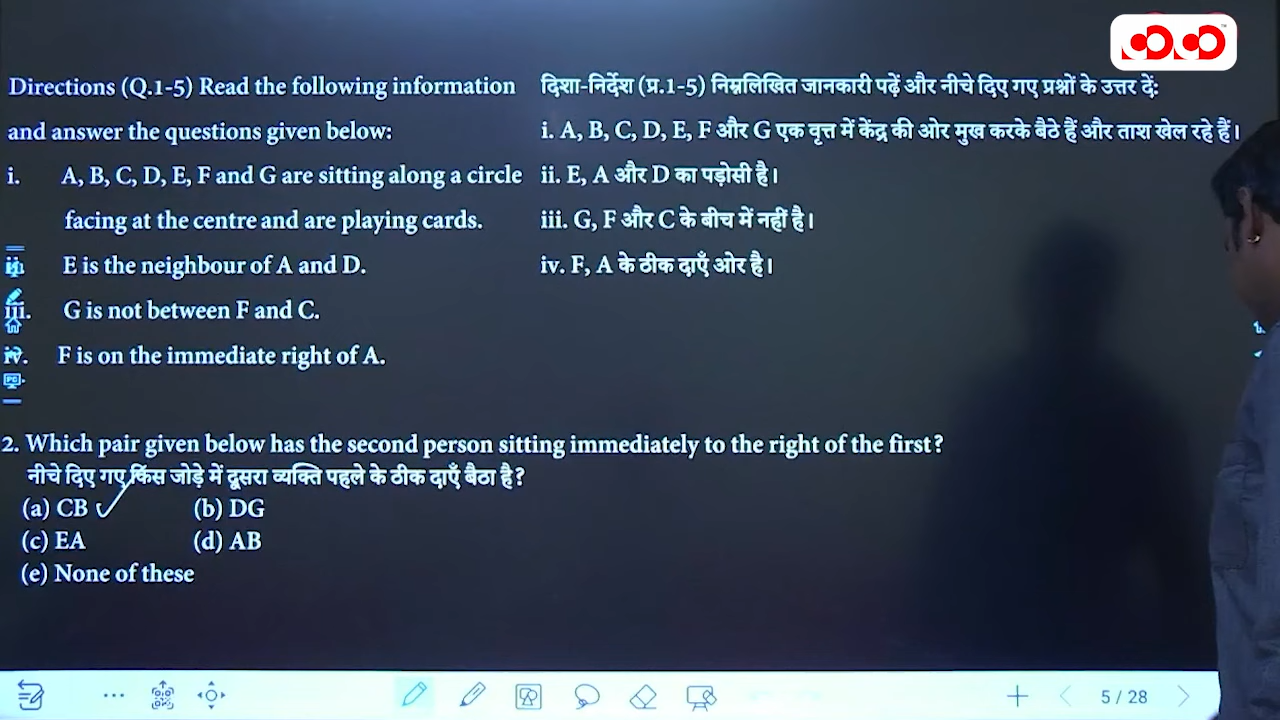 Directions (Q.1-5) Read the following information
and answer the questions given below:
i. A, B, C, D, E, F and G are sitting along a circle
facing at the centre and are playing cards.
ii. E is the neighbour of A and D.
iii. G is not between F and C.
iv. F is on the immediate right of A.
दिशा-निर्देश (प्र.1-5) निम्नलिखित जानकारी पढ़ें और नीचे दिए गए प्रश्नों के उत्तर दें:
i. A, B, C, D, E, F और G एक वृत्त में केंद्र की ओर मुख करके बैठे हैं और ताश खेल रहे हैं।
ii. E, A और D का पड़ोसी है।
iii. G, F और C के बीच में नहीं है।
iv. F, A के ठीक दाएँ ओर है।
2. Which pair given below has the second person sitting immediately to the right of the first?
नीचे दिए गए किस जोड़े में दूसरा व्यक्ति पहले के ठीक दाएँ बैठा है?
(a) CB (b) DG
(c) EA (d) AB
(e) None of these
5 / 28